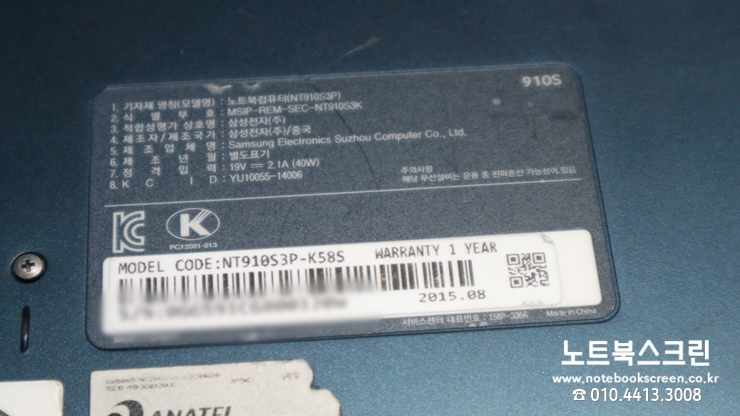 910S
1. 기자재 명칭(모델명) : 노트북컴퓨터(NT910S3P)
2. 식 별 부 호 : MSIP-REM-SEC-NT910S3K
3. 적합성평가 상호명 : 삼성전자(주)
4. 제조자/제조국가 : 삼성전자(주)/중국
5. 제 조 업 체 명 : Samsung Electronics Suzhou Computer Co., Ltd.
6. 제 조 년 월 : 별도표기
7. 정 격 입 력 : 19V ⎓ 2.1A (40W)
8. K C I D : YU10055-14006
주의사항
해당 무선설비는 운용 중 전파혼신 가능성이 있음.
PG12001-013
MODEL CODE:NT910S3P-K58S WARRANTY 1 YEAR
2015.08
서비스센터 대표번호 : 1588-3366 Made in China
ANATEL
노트북스크린
www.notebookscreen.co.kr
☎ 010.4413.3008